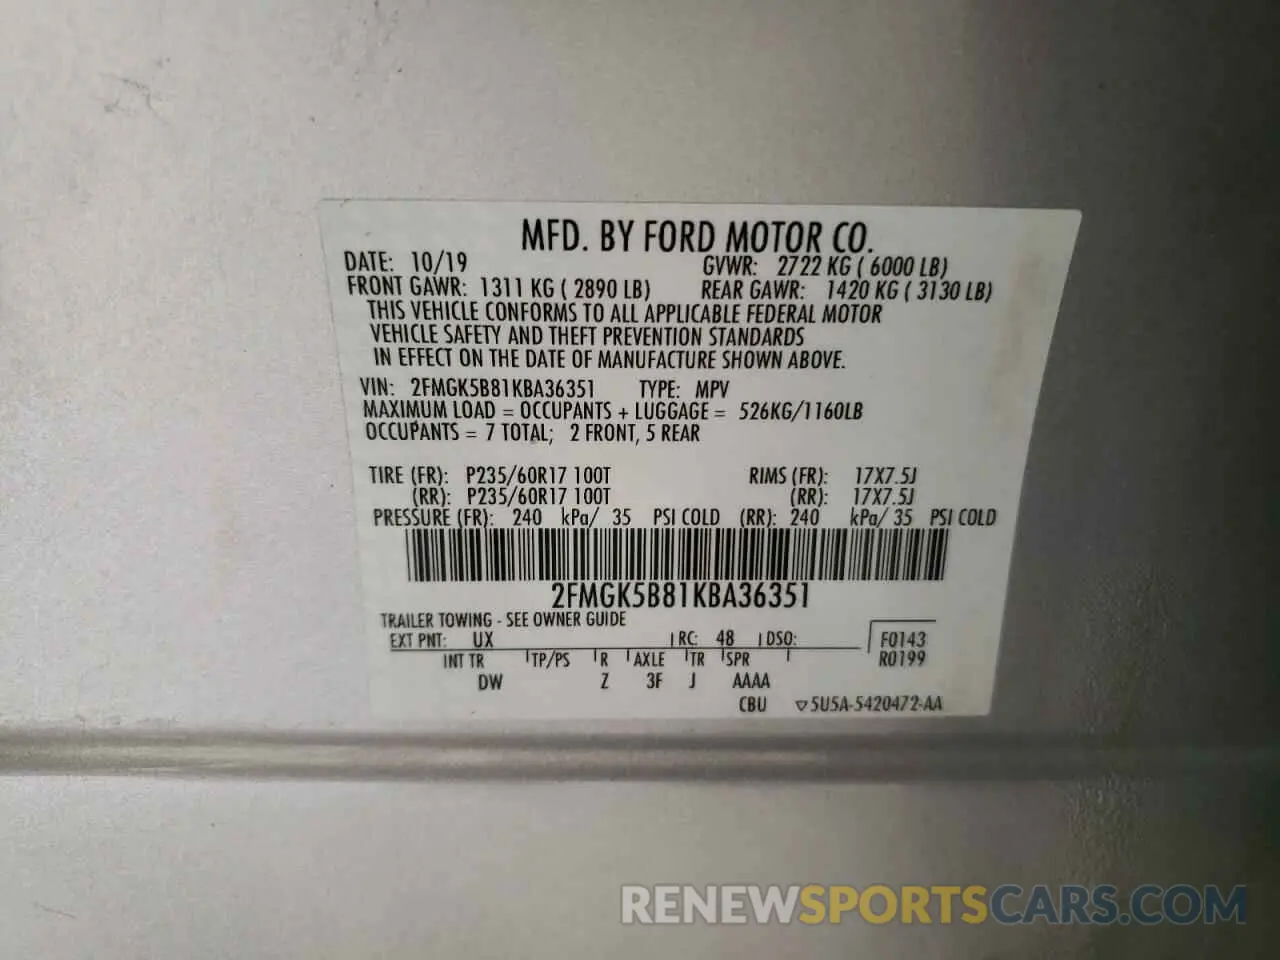 MFD. BY FORD MOTOR CO.
DATE: 10/19 GVWR: 2722 KG ( 6000 LB)
FRONT GAWR: 1311 KG ( 2890 LB) REAR GAWR: 1420 KG ( 3130 LB)
THIS VEHICLE CONFORMS TO ALL APPLICABLE FEDERAL MOTOR
VEHICLE SAFETY AND THEFT PREVENTION STANDARDS
IN EFFECT ON THE DATE OF MANUFACTURE SHOWN ABOVE.
VIN: 2FMGK5B81KBA36351 TYPE: MPV
MAXIMUM LOAD = OCCUPANTS + LUGGAGE = 526KG/1160LB
OCCUPANTS = 7 TOTAL; 2 FRONT, 5 REAR
TIRE (FR): P235/60R17 100T RIMS (FR): 17X7.5J
(RR): P235/60R17 100T (RR): 17X7.5J
PRESSURE (FR): 240 kPa/ 35 PSI COLD (RR): 240 kPa/ 35 PSI COLD
2FMGK5B81KBA36351
TRAILER TOWING - SEE OWNER GUIDE
EXT PNT: UX RC: 48 DSO: F0143
INT TR TP/PS R AXLE TR SPR R0199
DW Z 3F J AAAA
CBU ▽5U5A-5420472-AA
RENEWSPORTSCARS.COM